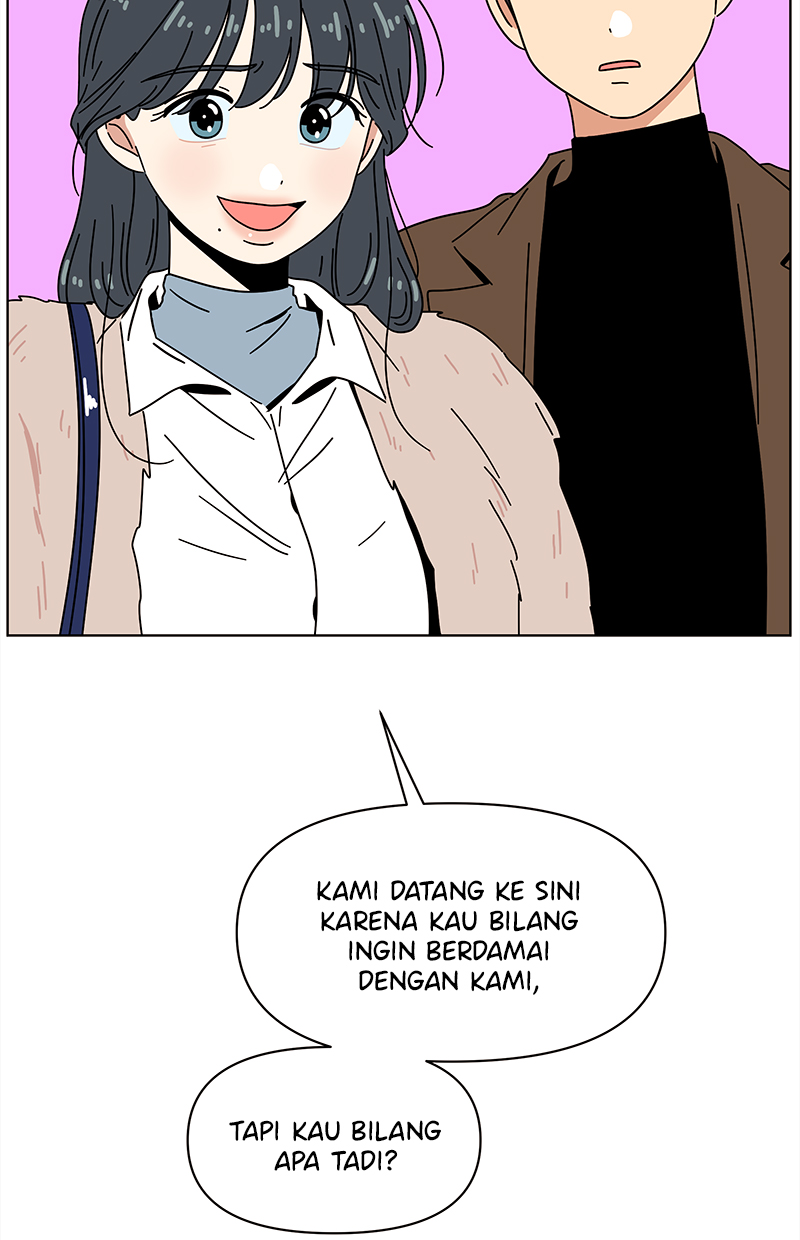 KAMI DATANG KE SINI
KARENA KAU BILANG
INGIN BERDAMAI
DENGAN KAMI,
TAPI KAU BILANG
APA TADI?